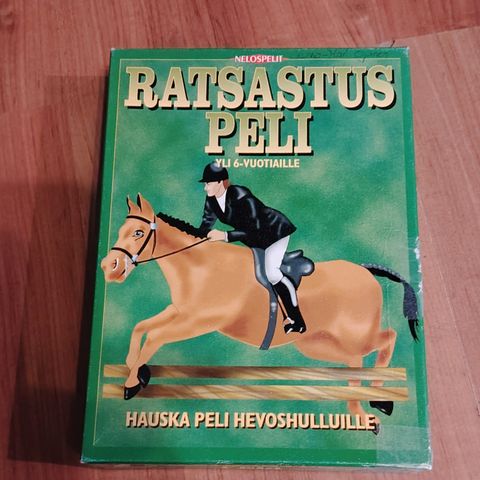 NELOSPELIT
RATSASTUS
PELI
YLI 6-VUOTIAILLE
HAUSKA PELI HEVOSHULLUILLE